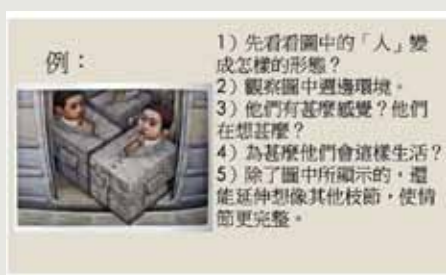 例：
1）先看看圖中的「人」變
成怎樣的形態？
2）觀察圖中週邊環境。
3）他們有甚麼感覺？他們
在想甚麼？
4）為甚麼他們會這樣生活？
5）除了圖中所顯示的，還
能延伸想像其他枝節，使情
節更完整。